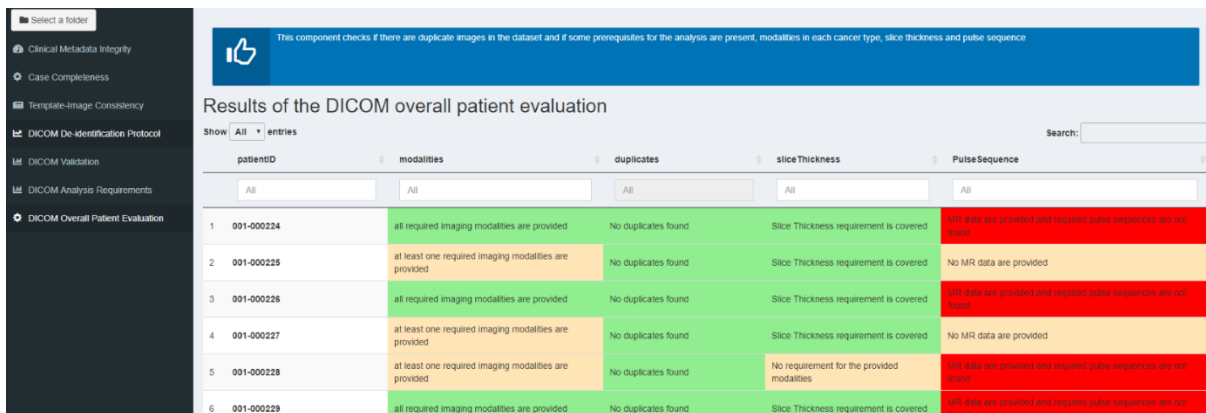 Select a folder
Clinical Metadata Integrity
Case Completeness
Template-Image Consistency
DICOM De-identification Protocol
DICOM Validation
DICOM Analysis Requirements
DICOM Overall Patient Evaluation
This component checks if there are duplicate images in the dataset and if some prerequisites for the analysis are present, modalities in each cancer type, slice thickness and pulse sequence
Results of the DICOM overall patient evaluation
Show All entries
Search:
patientID modalities duplicates sliceThickness PulseSequence
All All All All All
1 001-000224 all required imaging modalities are provided No duplicates found Slice Thickness requirement is covered MR data are provided and required pulse sequences are not
found
2 001-000225 at least one required imaging modalities are
provided No duplicates found Slice Thickness requirement is covered No MR data are provided
3 001-000226 all required imaging modalities are provided No duplicates found Slice Thickness requirement is covered MR data are provided and required pulse sequences are not
found
4 001-000227 at least one required imaging modalities are
provided No duplicates found Slice Thickness requirement is covered No MR data are provided
5 001-000228 at least one required imaging modalities are
provided No duplicates found No requirement for the provided
modalities MR data are provided and required pulse sequences are not
found
6 001-000229 all required imaging modalities are provided No duplicates found Slice Thickness requirement is covered MR data are provided and required pulse sequences are not